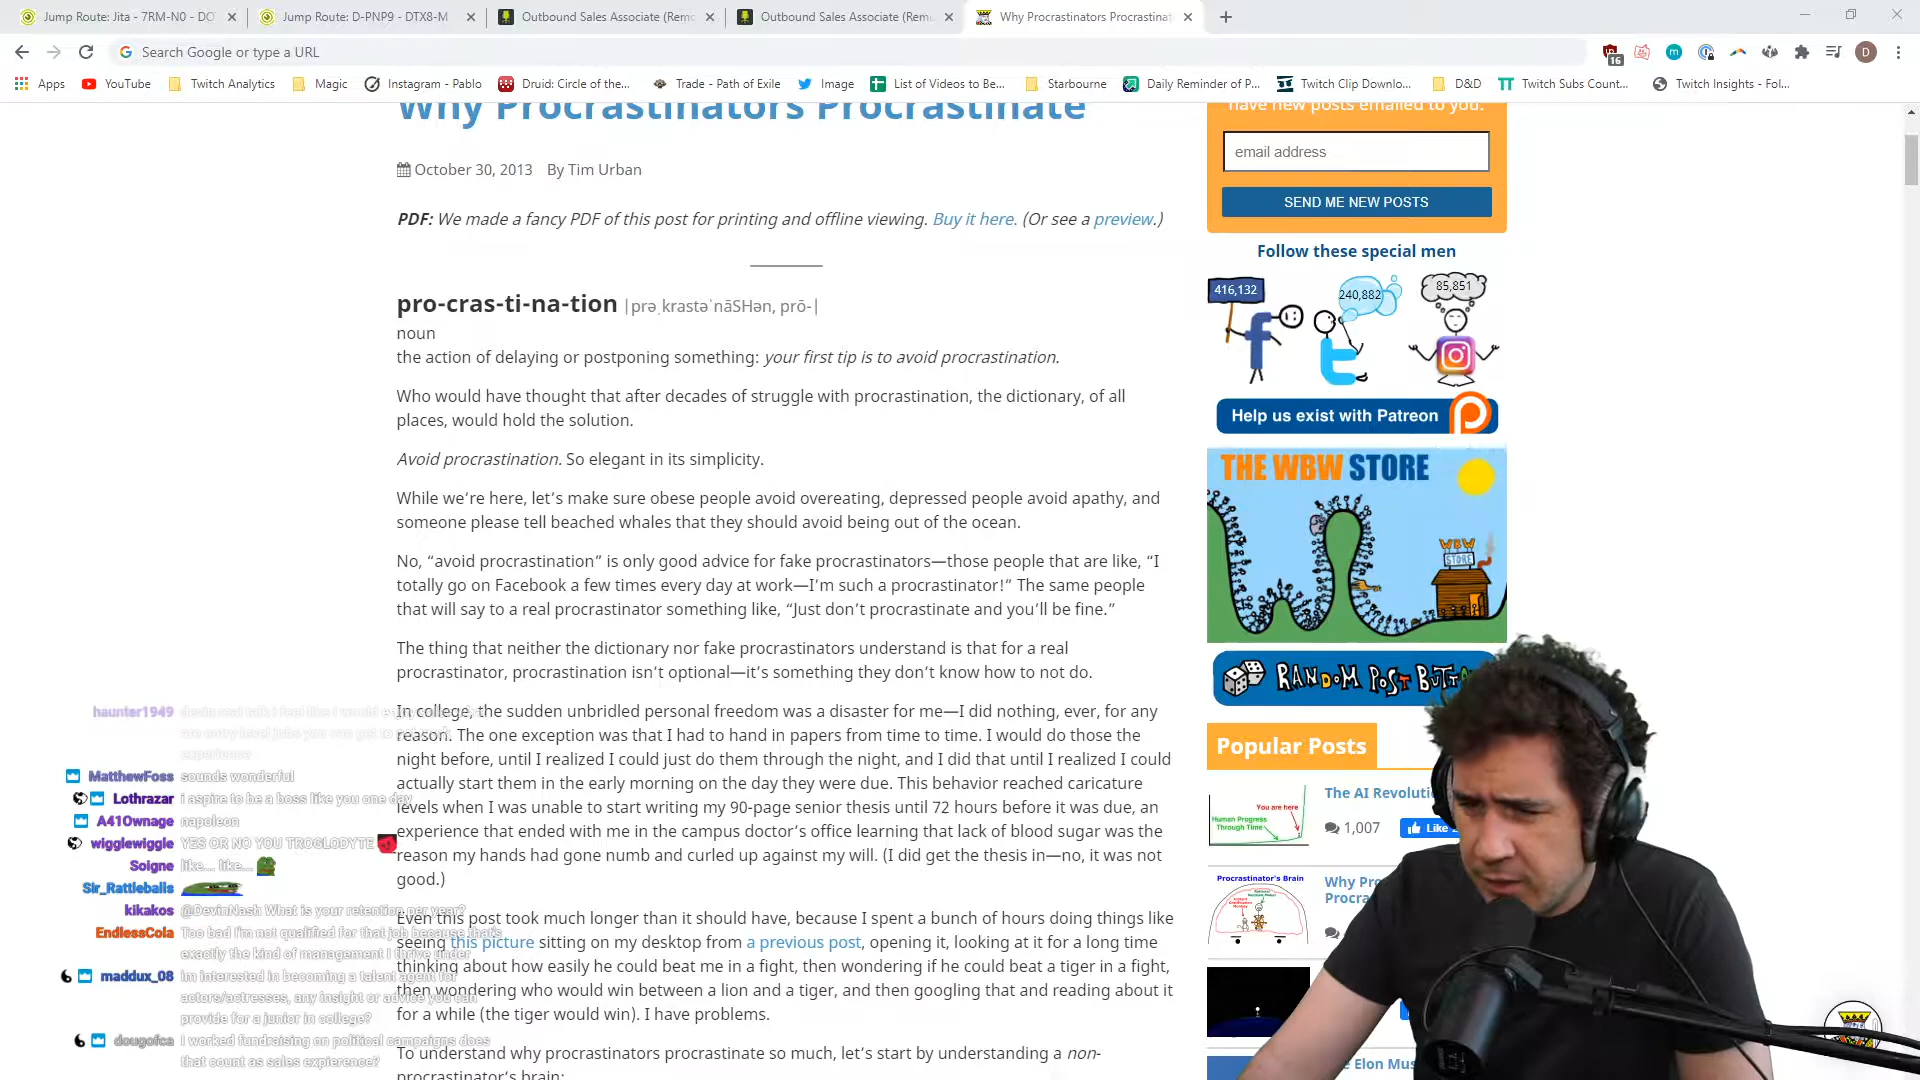 Jump Route: Jita - 7RM-N0 - DO
Jump Route: D-PNP9 - DTX8-M
Outbound Sales Associate (Remo
Outbound Sales Associate (Remo
Why Procrastinators Procrastinat
Search Google or type a URL
16
m
D
Apps
YouTube
Twitch Analytics
Magic
Instagram - Pablo
Druid: Circle of the...
Trade - Path of Exile
Image
List of Videos to Be...
Starbourne
Daily Reminder of P...
Twitch Clip Downlo...
D&D
Twitch Subs Count...
Twitch Insights - Fol...
Why Procrastinators Procrastinate
October 30, 2013 By Tim Urban
PDF: We made a fancy PDF of this post for printing and offline viewing. Buy it here. (Or see a preview.)
pro-cras-ti-na-tion |prəˌkrastəˈnāSHən, prō-|
noun
the action of delaying or postponing something: your first tip is to avoid procrastination.
Who would have thought that after decades of struggle with procrastination, the dictionary, of all
places, would hold the solution.
Avoid procrastination. So elegant in its simplicity.
While we’re here, let’s make sure obese people avoid overeating, depressed people avoid apathy, and
someone please tell beached whales that they should avoid being out of the ocean.
No, “avoid procrastination” is only good advice for fake procrastinators—those people that are like, “I
totally go on Facebook a few times every day at work—I’m such a procrastinator!” The same people
that will say to a real procrastinator something like, “Just don’t procrastinate and you’ll be fine.”
The thing that neither the dictionary nor fake procrastinators understand is that for a real
procrastinator, procrastination isn’t optional—it’s something they don’t know how to not do.
In college, the sudden unbridled personal freedom was a disaster for me—I did nothing, ever, for any
reason. The one exception was that I had to hand in papers from time to time. I would do those the
night before, until I realized I could just do them through the night, and I did that until I realized I could
actually start them in the early morning on the day they were due. This behavior reached caricature
levels when I was unable to start writing my 90-page senior thesis until 72 hours before it was due, an
experience that ended with me in the campus doctor’s office learning that lack of blood sugar was the
reason my hands had gone numb and curled up against my will. (I did get the thesis in—no, it was not
good.)
Even this post took much longer than it should have, because I spent a bunch of hours doing things like
seeing this picture sitting on my desktop from a previous post, opening it, looking at it for a long time
thinking about how easily he could beat me in a fight, then wondering if he could beat a tiger in a fight,
then wondering who would win between a lion and a tiger, and then googling that and reading about it
for a while (the tiger would win). I have problems.
To understand why procrastinators procrastinate so much, let’s start by understanding a non-
procrastinator’s brain:
have new posts emailed to you.
email address
SEND ME NEW POSTS
Follow these special men
416,132
240,882
85,851
Help us exist with Patreon
THE WBW STORE
WBW
STORE
RANDOM POST BUTT
Popular Posts
You are here
Human Progress
Through Time
The AI Revoluti
1,007
Like
Procrastinator's Brain
Why Pro
Procra
Elon Mus
haunter1949
experience
MatthewFoss sounds wonderful
Lothrazar i aspire to be a boss like you one day
A41Ownage napoleon
wigglewiggle YES OR NO YOU TROGLODYTE
Soigne like... like...
Sir_Rattleballs
kikakos @DevinNash What is your retention per year?
EndlessCola Too bad I'm not qualified for that job because that's
exactly the kind of management I thrive under
maddux_08 im interested in becoming a talent agent for
actors/actresses, any insight or advice you can
provide for a junior in college?
dougofca I worked fundraising on political campaigns does
that count as sales expierence?